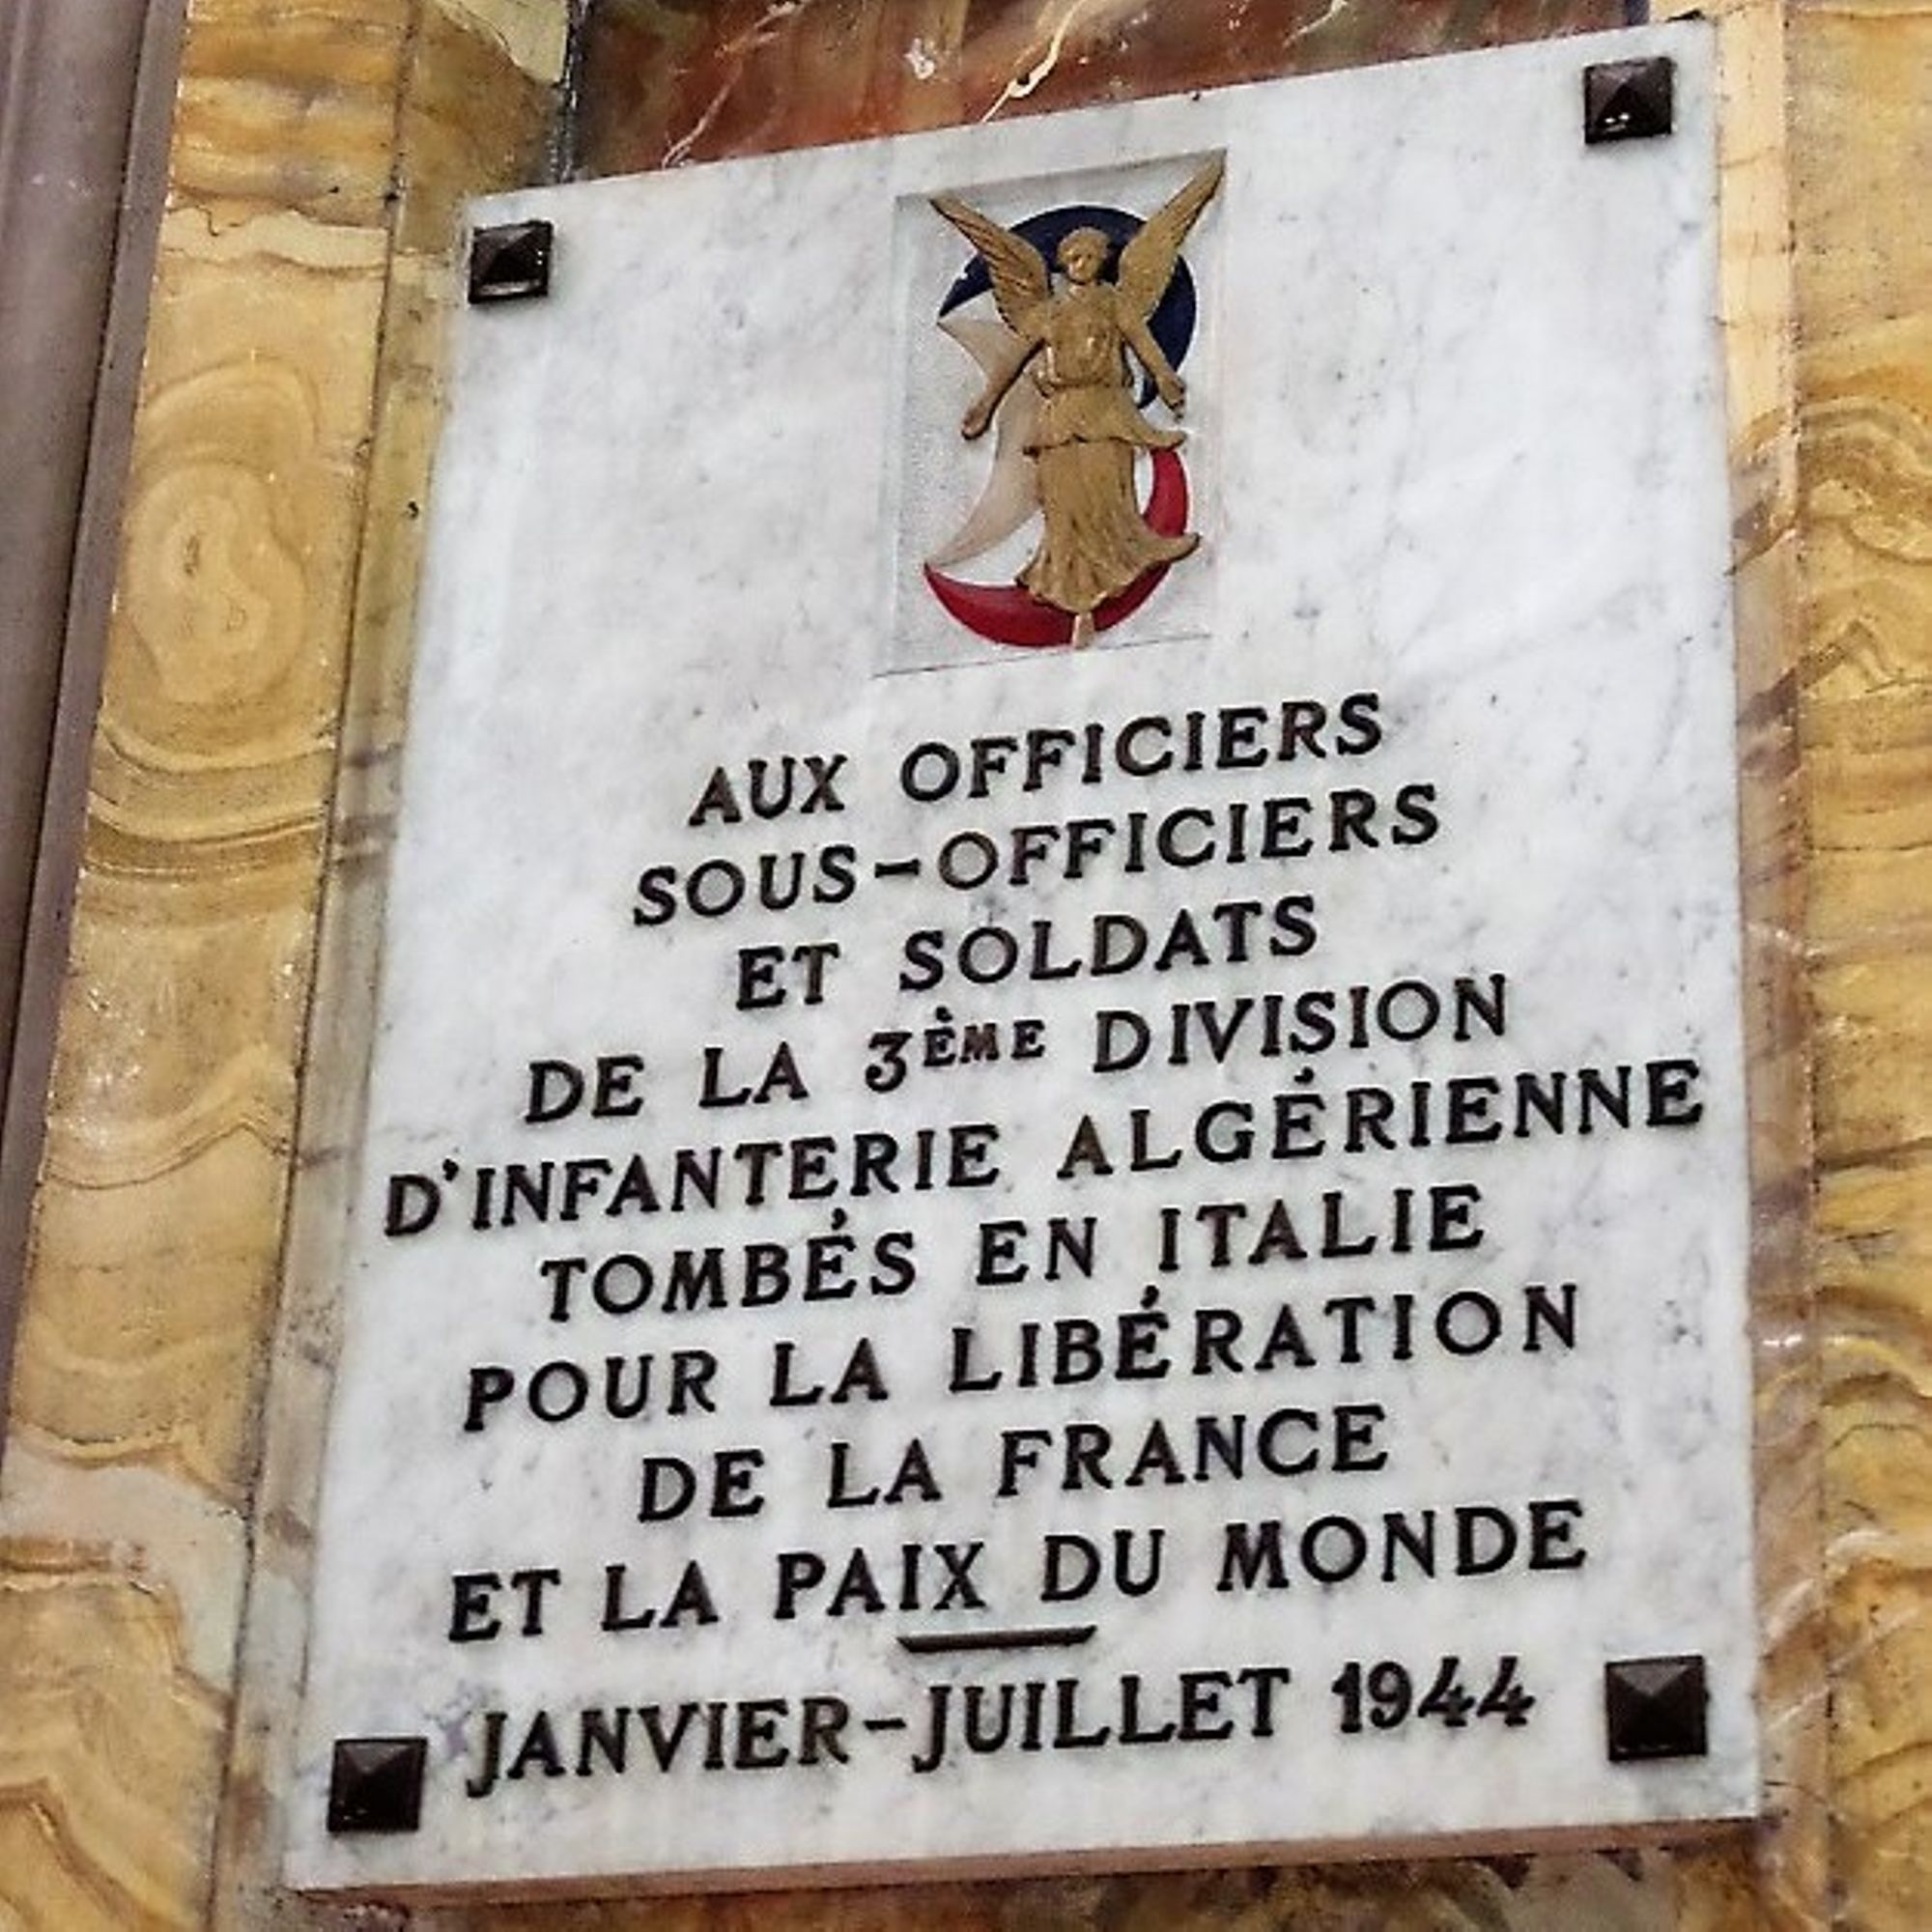 AUX OFFICIERS
SOUS-OFFICIERS
ET SOLDATS
DE LA 3ÈME DIVISION
D'INFANTERIE ALGÉRIENNE
TOMBÉS EN ITALIE
POUR LA LIBÉRATION
DE LA FRANCE
ET LA PAIX DU MONDE
JANVIER-JUILLET 1944